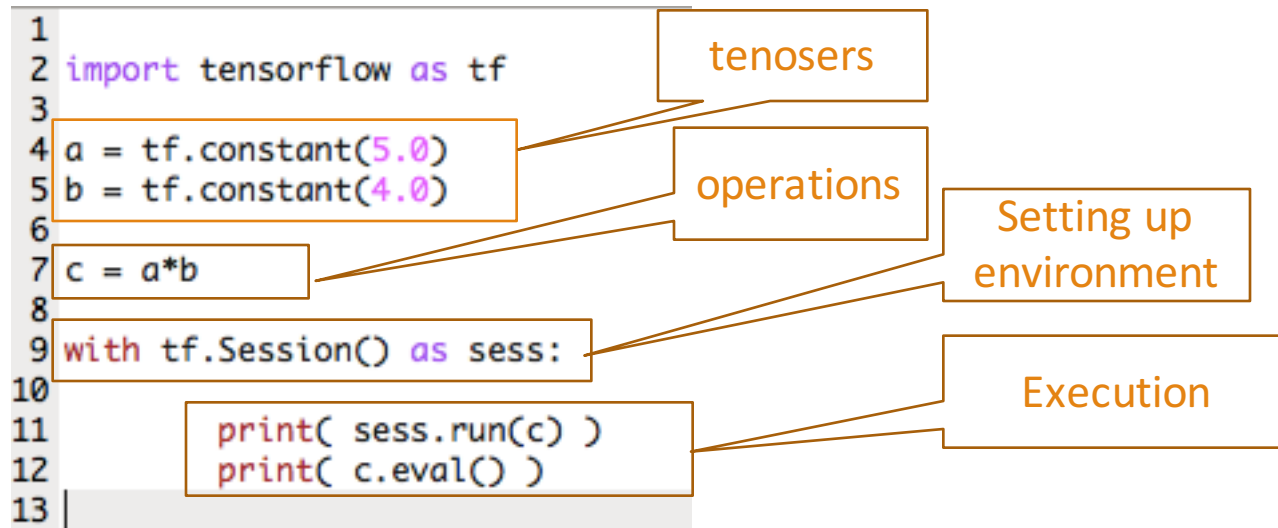 1
2 import tensorflow as tf
3
4 a = tf.constant(5.0)
5 b = tf.constant(4.0)
6
7 c = a*b
8
9 with tf.Session() as sess:
10
11 print( sess.run(c) )
12 print( c.eval() )
13
tenosers
operations
Setting up
environment
Execution